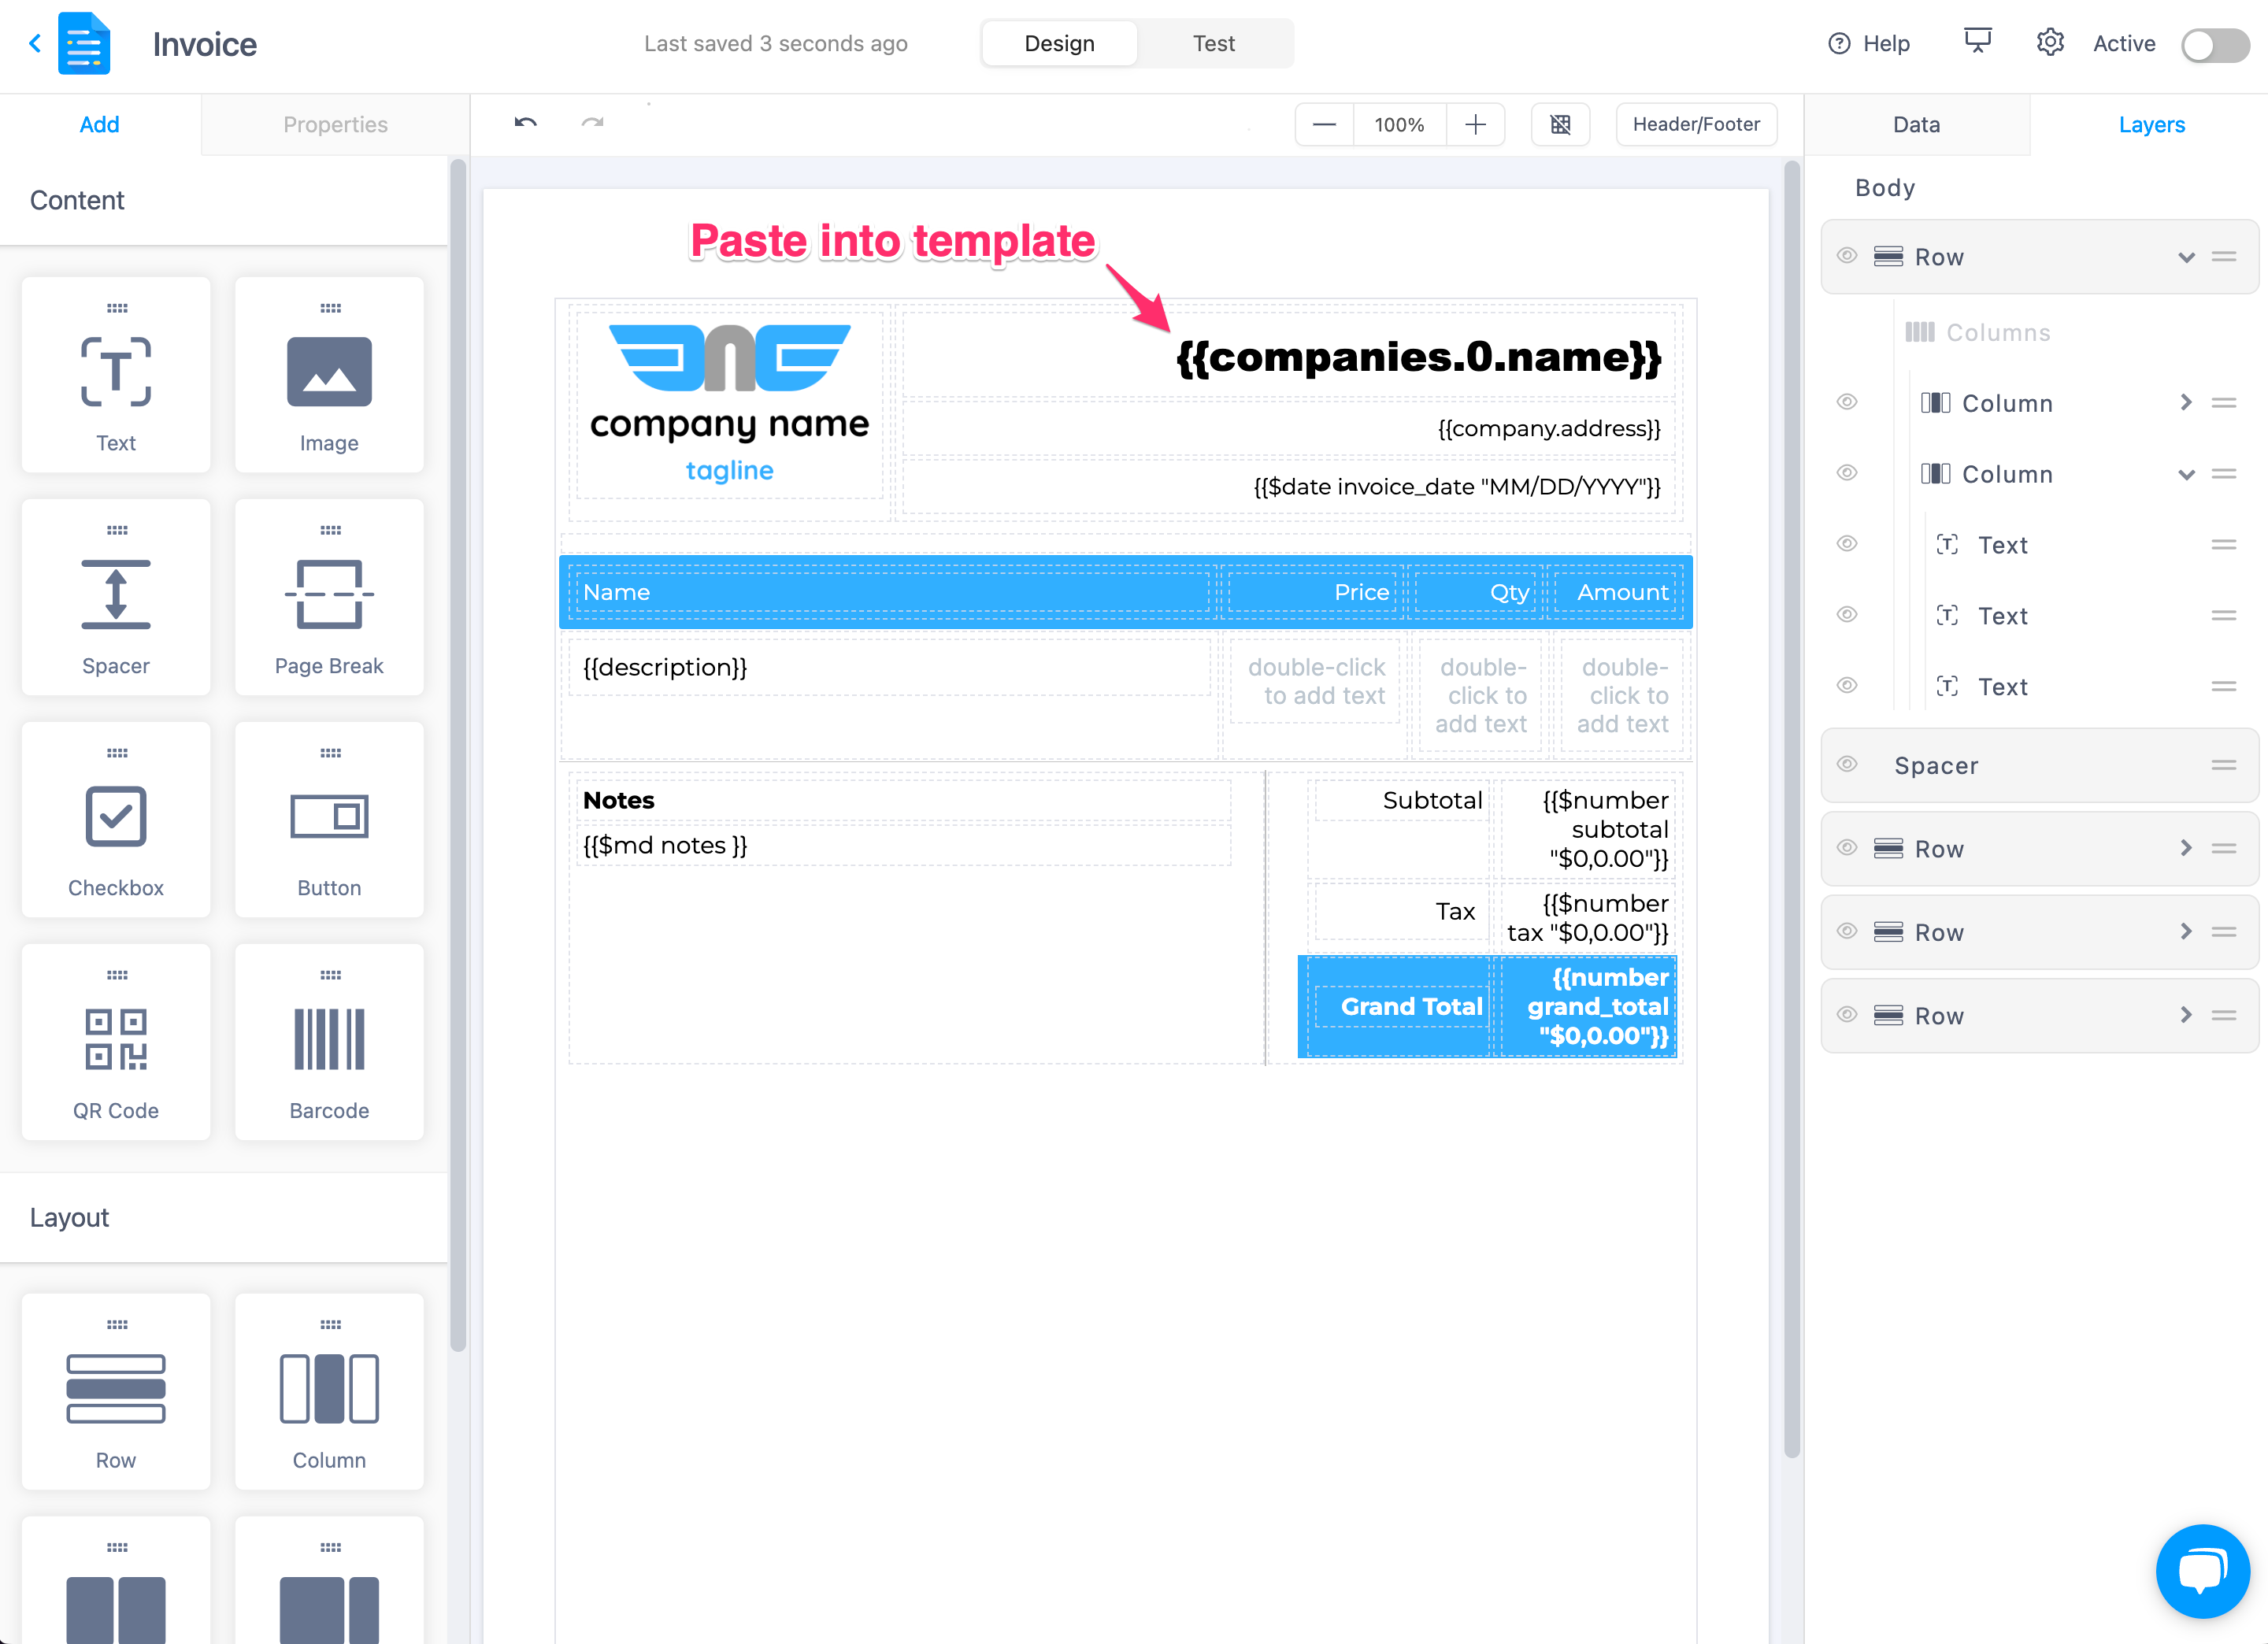 Invoice
Last saved 3 seconds ago
Design
Test
Help
Active
Add
Properties
100%
Header/Footer
Data
Layers
Content
Text
Image
Spacer
Page Break
Checkbox
Button
QR Code
Barcode
Layout
Row
Column
Paste into template
company name
tagline
{{companies.0.name}}
{{company.address}}
{{$date invoice_date "MM/DD/YYYY"}}
Name
Price
Qty
Amount
{{description}}
double-click
to add text
double-
click to
add text
double-
click to
add text
Notes
{{$md notes }}
Subtotal
{{$number
subtotal
"$0,0.00"}}
Tax
{{$number
tax "$0,0.00"}}
Grand Total
{{number
grand_total
"$0,0.00"}}
Body
Row
Columns
Column
Column
Text
Text
Text
Spacer
Row
Row
Row